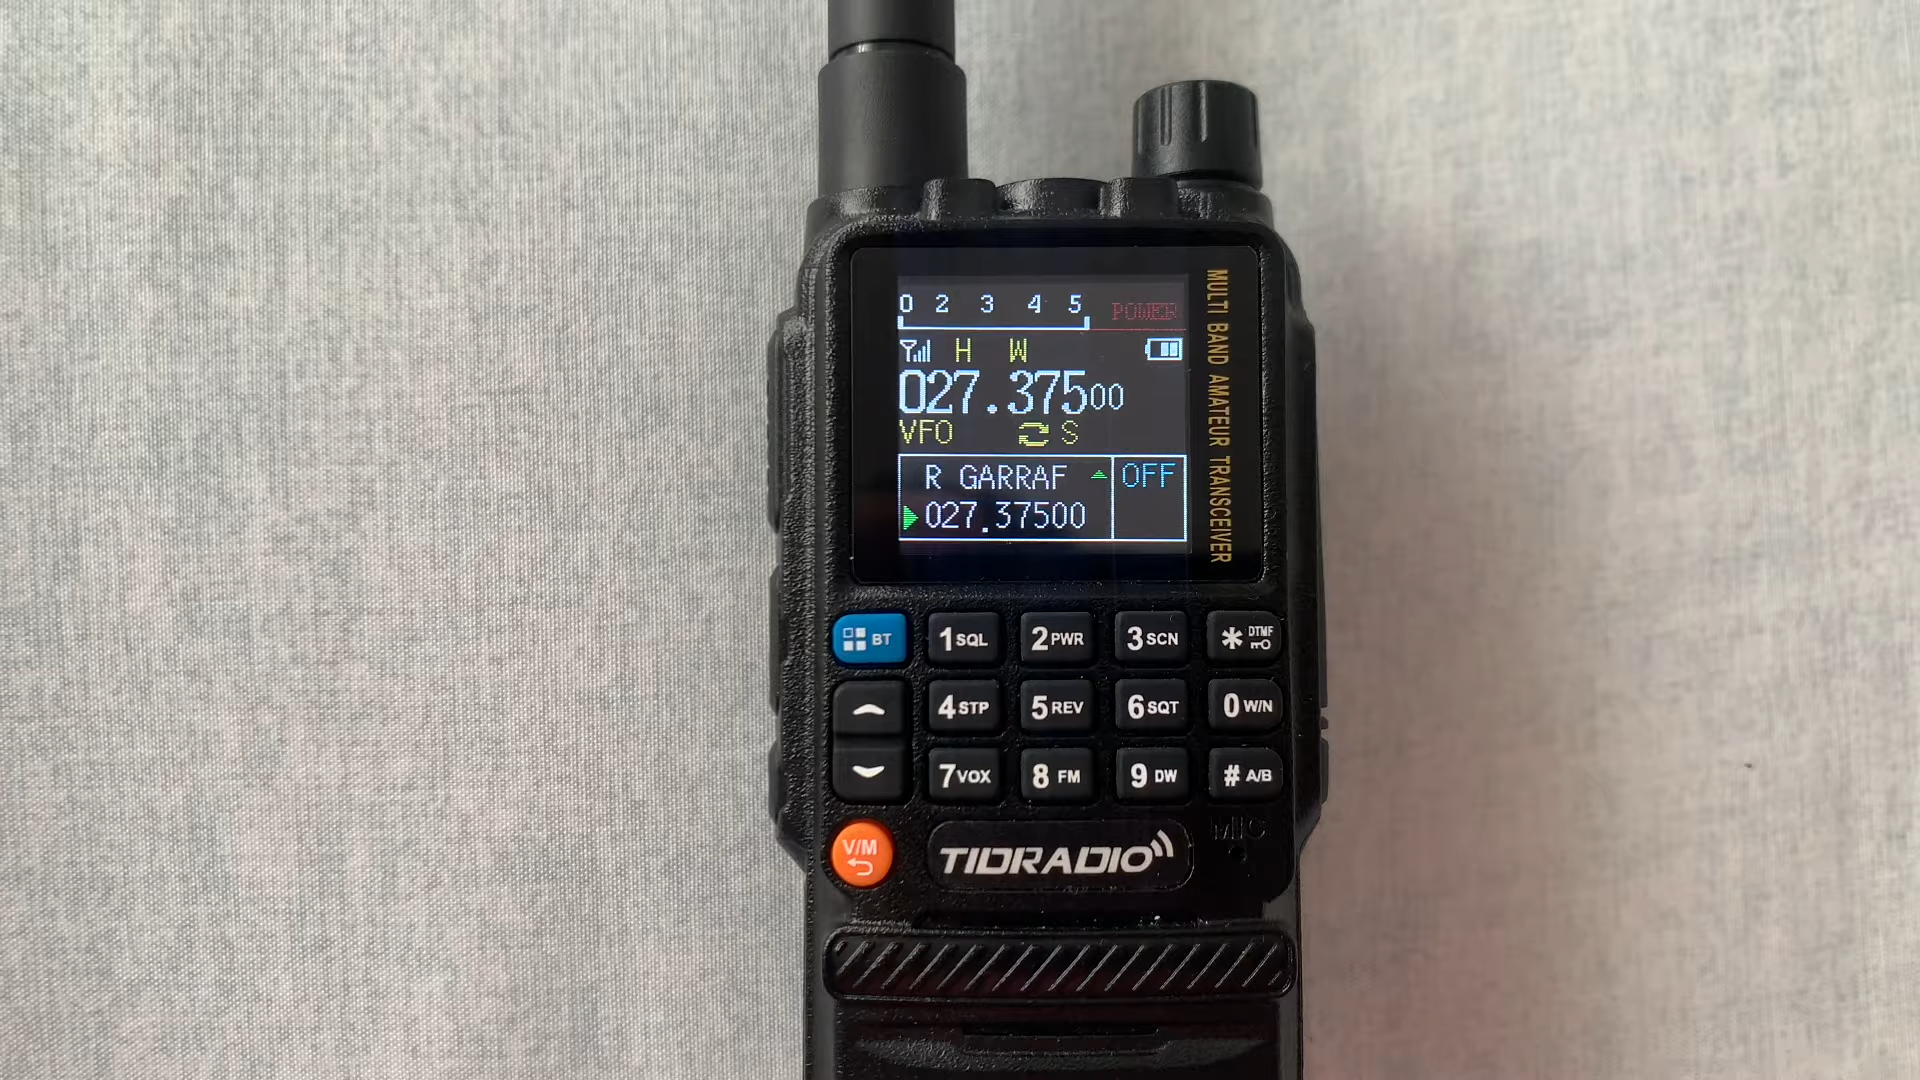 0 2 3 4 5 POWER
H W
027.37500
VFO S
R GARRAF OFF
027.37500
MULTI BAND AMATEUR TRANSCEIVER
BT 1 SQL 2 PWR 3 SCN * DTMF
4 STP 5 REV 6 SQT 0 W/N
7 VOX 8 FM 9 DW # A/B
V/M
TIDRADIO
MIC